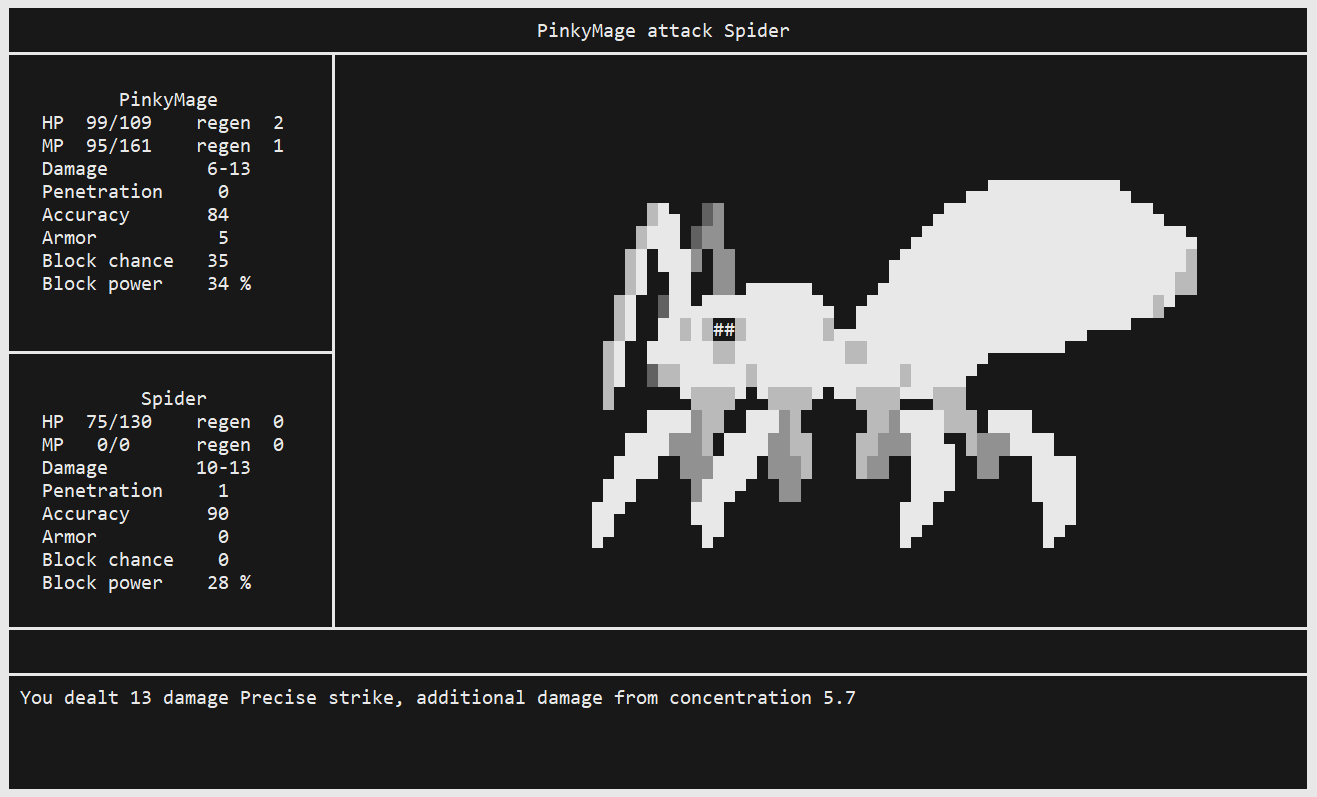 PinkyMage attack Spider
PinkyMage
HP 99/109 regen 2
MP 95/161 regen 1
Damage 6-13
Penetration 0
Accuracy 84
Armor 5
Block chance 35
Block power 34 %
##
Spider
HP 75/130 regen 0
MP 0/0 regen 0
Damage 10-13
Penetration 1
Accuracy 90
Armor 0
Block chance 0
Block power 28 %
You dealt 13 damage Precise strike, additional damage from concentration 5.7